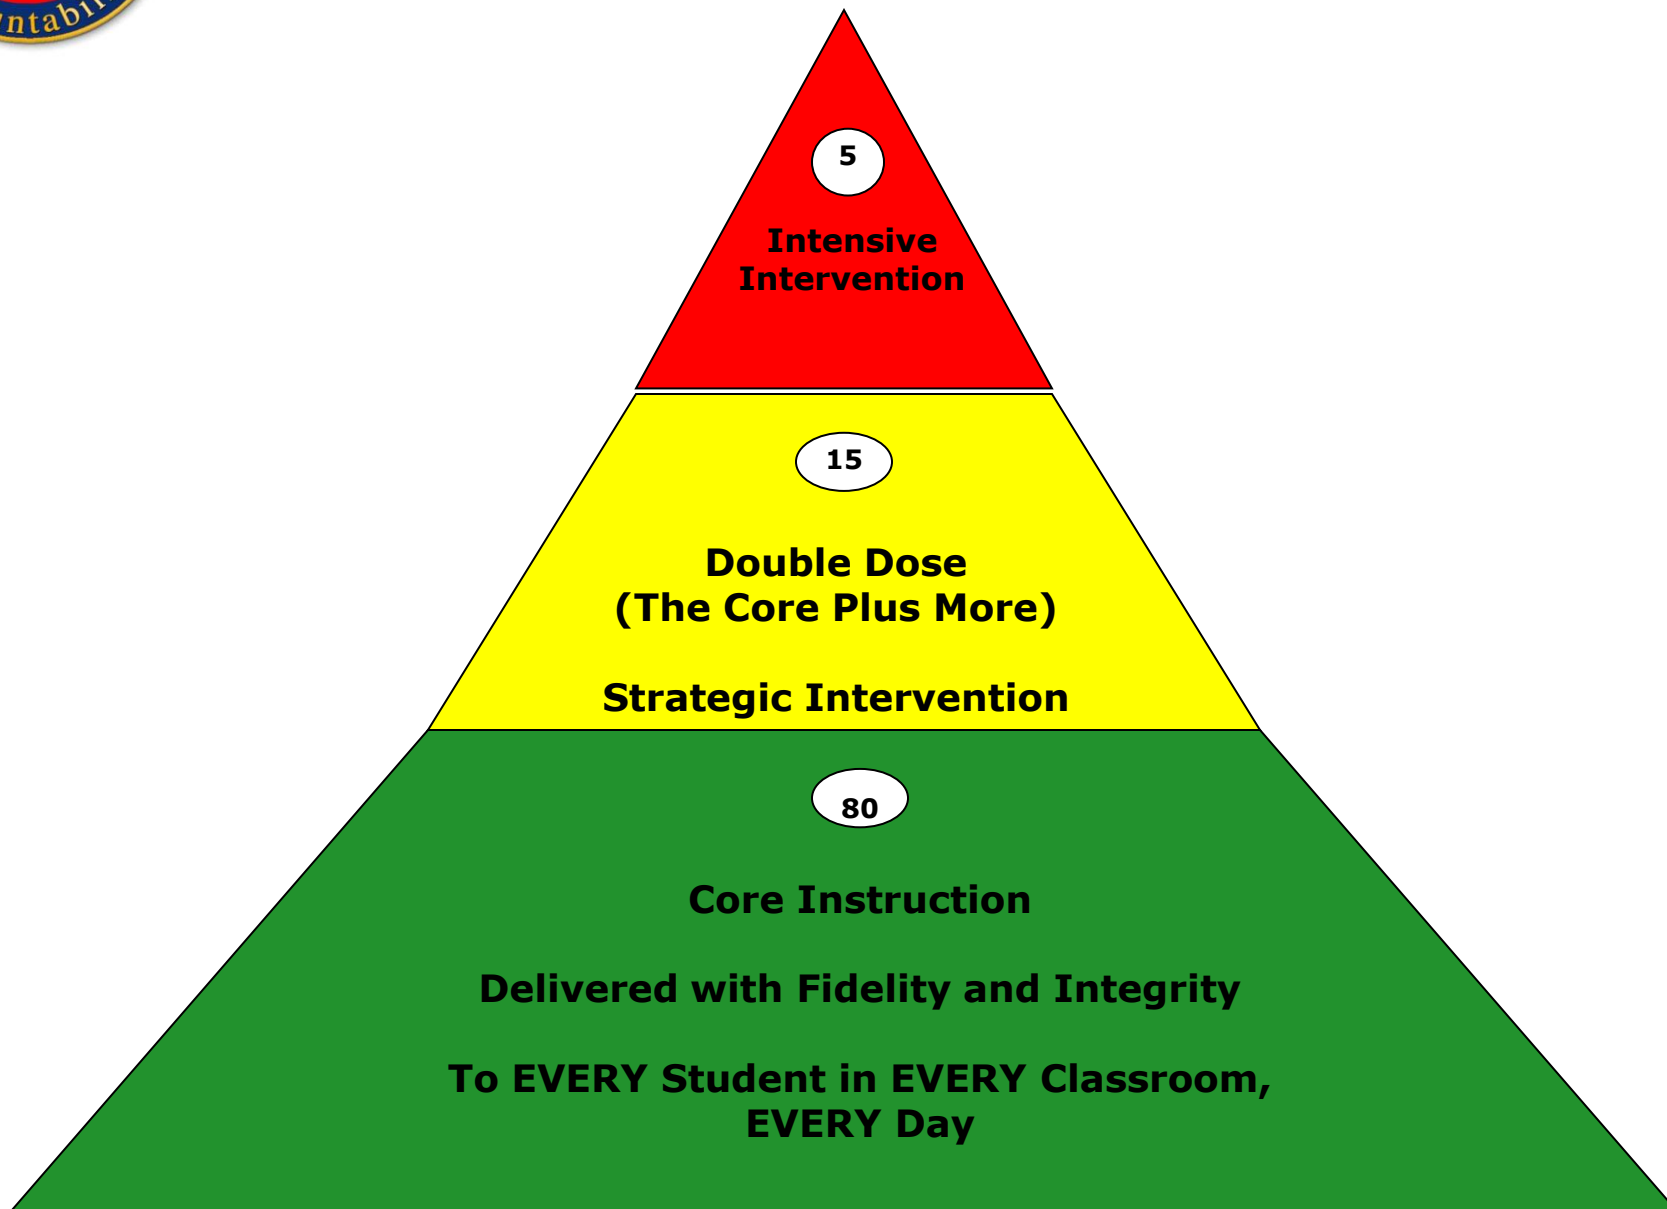 5
Intensive
Intervention
15
Double Dose
(The Core Plus More)
Strategic Intervention
80
Core Instruction
Delivered with Fidelity and Integrity
To EVERY Student in EVERY Classroom,
EVERY Day